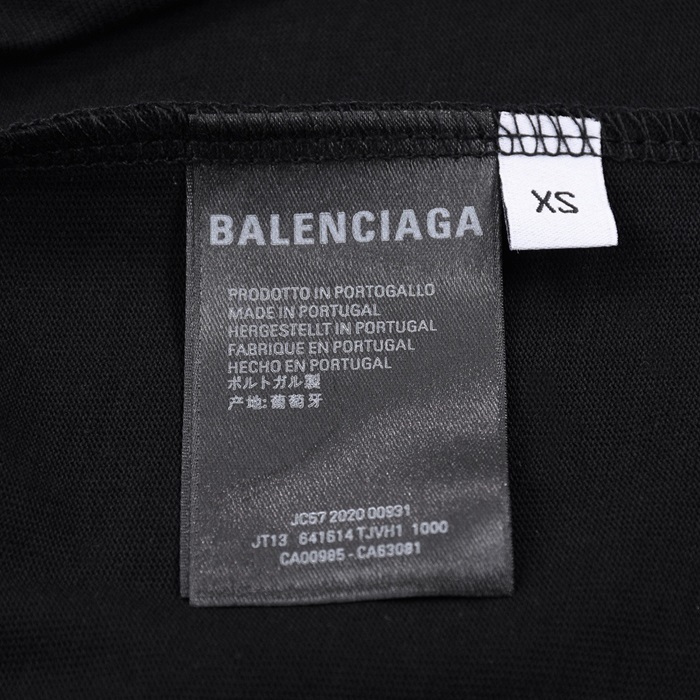 BALENCIAGA
XS
PRODOTTO IN PORTOGALLO
MADE IN PORTUGAL
HERGESTELLT IN PORTUGAL
FABRIQUE EN PORTUGAL
HECHO EN PORTUGAL
ポルトガル製
产地:葡萄牙
JC57 2020 00931
JT13 641614 TJVH1 1000
CA00985 - CA63081